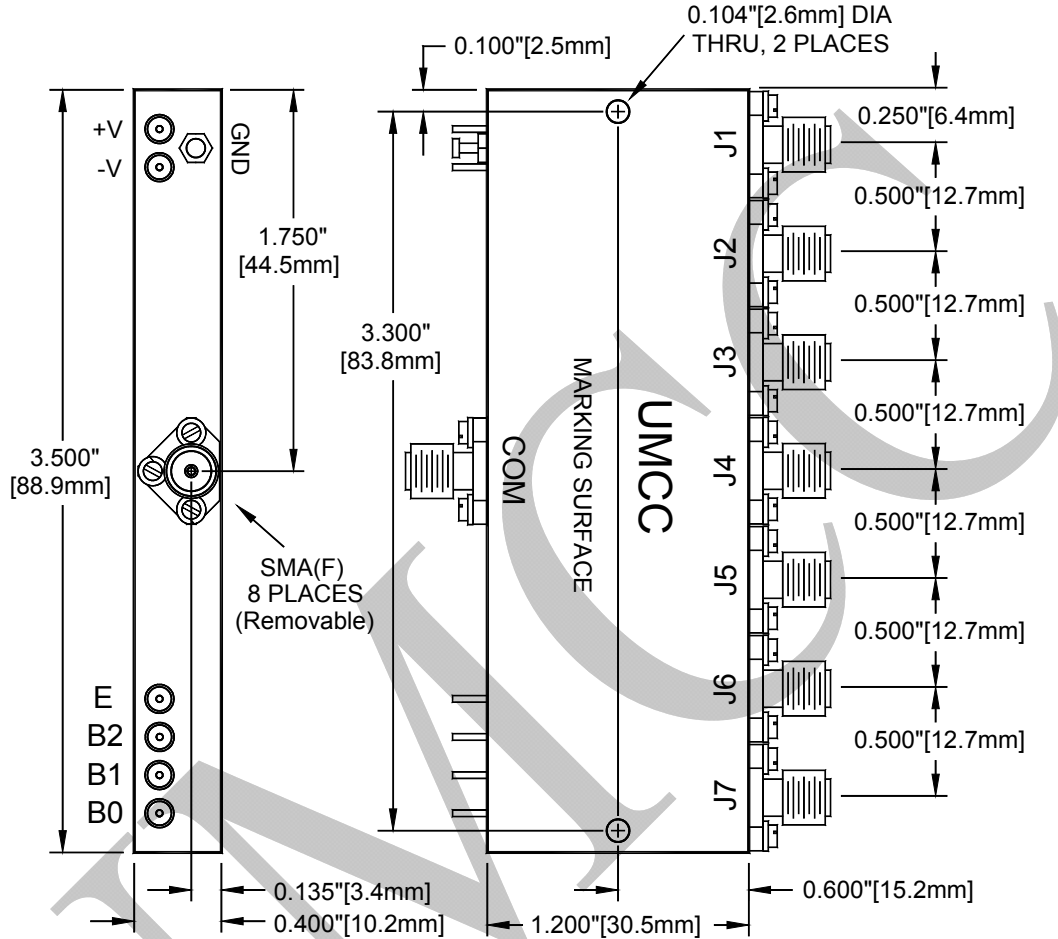 0.104"[2.6mm] DIA
THRU, 2 PLACES
0.100"[2.5mm]
+V
-V
GND
1.750"
[44.5mm]
3.500"
[88.9mm]
SMA(F)
8 PLACES
(Removable)
E
B2
B1
B0
0.135"[3.4mm]
0.400"[10.2mm]
3.300"
[83.8mm]
COM
MARKING SURFACE
UMCC
J1
J2
J3
J4
J5
J6
J7
0.250"[6.4mm]
0.500"[12.7mm]
0.500"[12.7mm]
0.500"[12.7mm]
0.500"[12.7mm]
0.500"[12.7mm]
0.500"[12.7mm]
0.600"[15.2mm]
1.200"[30.5mm]
UMCC